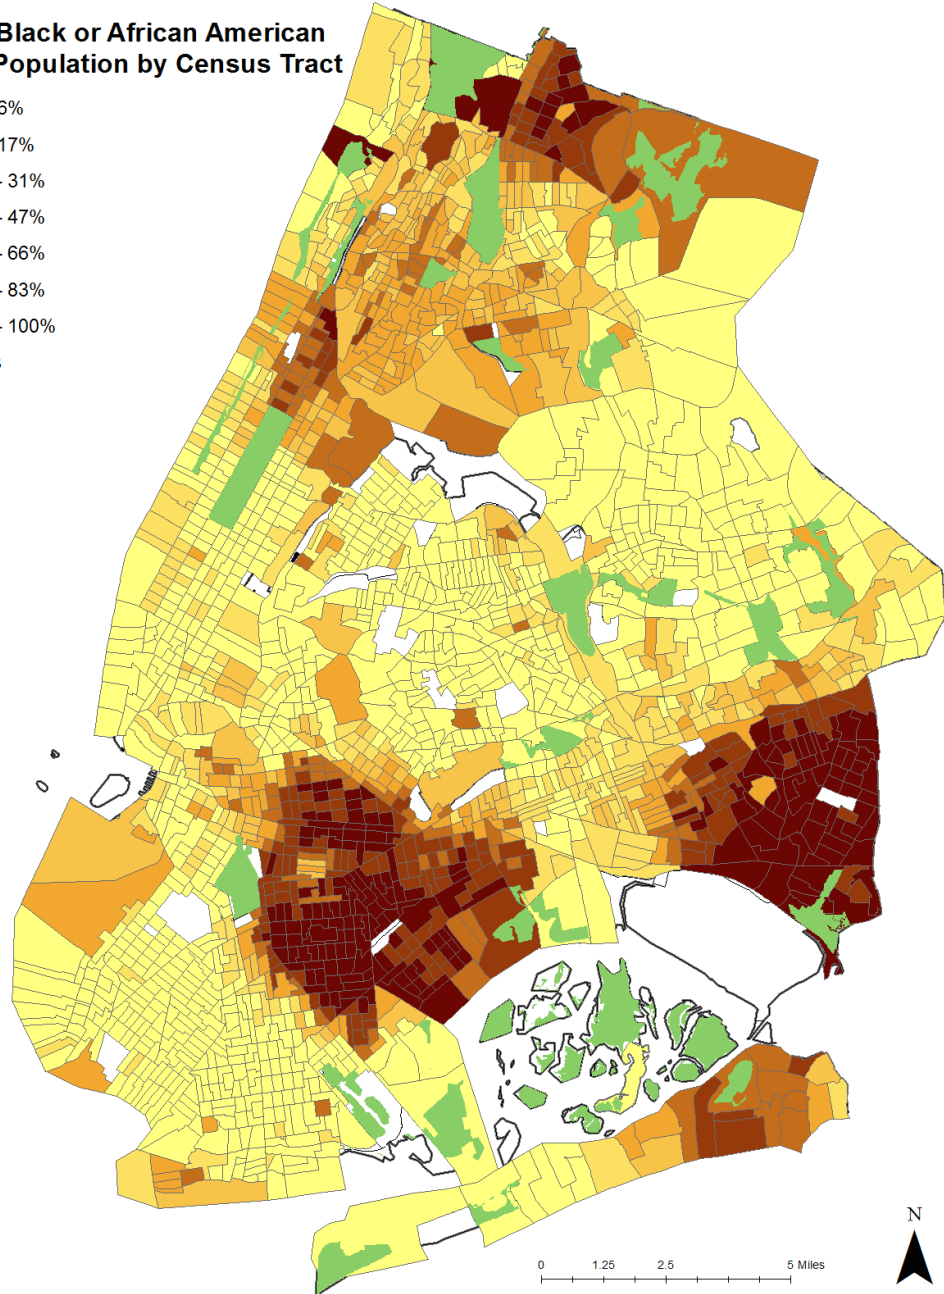 Black or African American
Population by Census Tract
6%
17%
- 31%
- 47%
- 66%
- 83%
- 100%
s
N
0 1.25 2.5 5 Miles